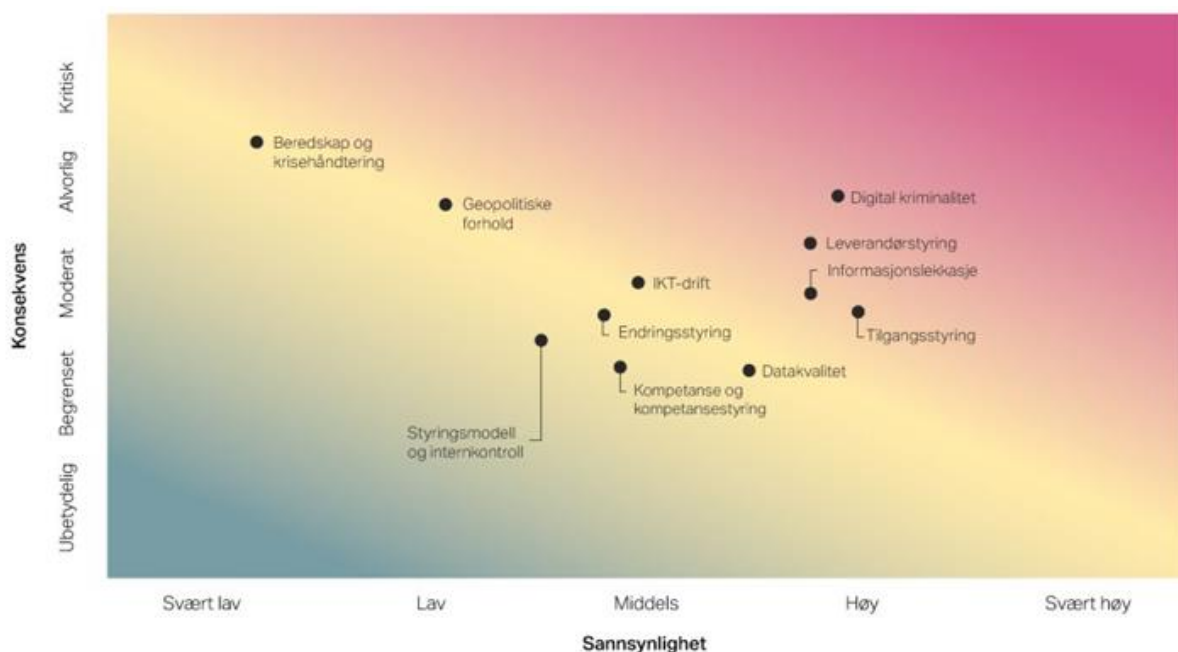 Konsekvens
Kritisk
Alvorlig
Moderat
Begrenset
Ubetydelig
Beredskap og
krisehåndtering
Geopolitiske
forhold
Digital kriminalitet
Leverandørstyring
Informasjonslekkasje
IKT-drift
Endringsstyring
Tilgangsstyring
Datakvalitet
Kompetanse og
kompetansestyring
Styringsmodell
og internkontroll
Svært lav
Lav
Middels
Høy
Svært høy
Sannsynlighet